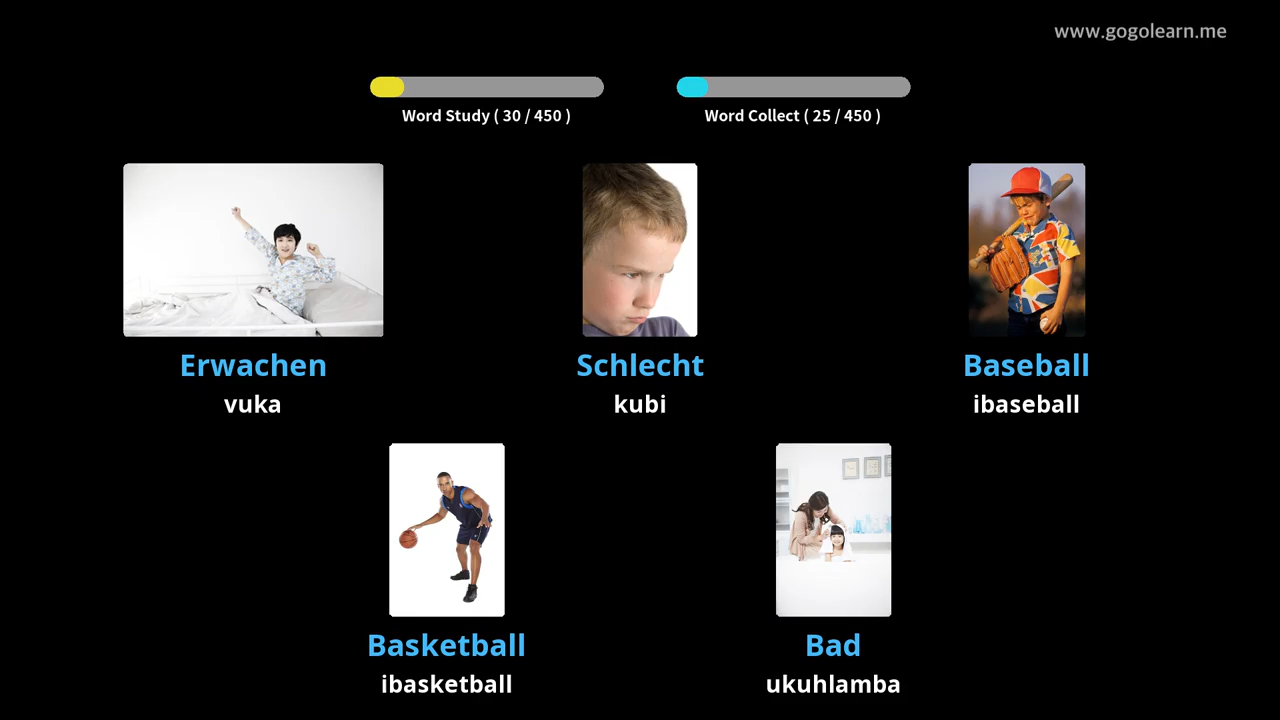 www.gogolearn.me
Word Study ( 30 / 450 )
Word Collect ( 25 / 450 )
Erwachen
vuka
Schlecht
kubi
Baseball
ibaseball
Basketball
ibasketball
Bad
ukuhlamba